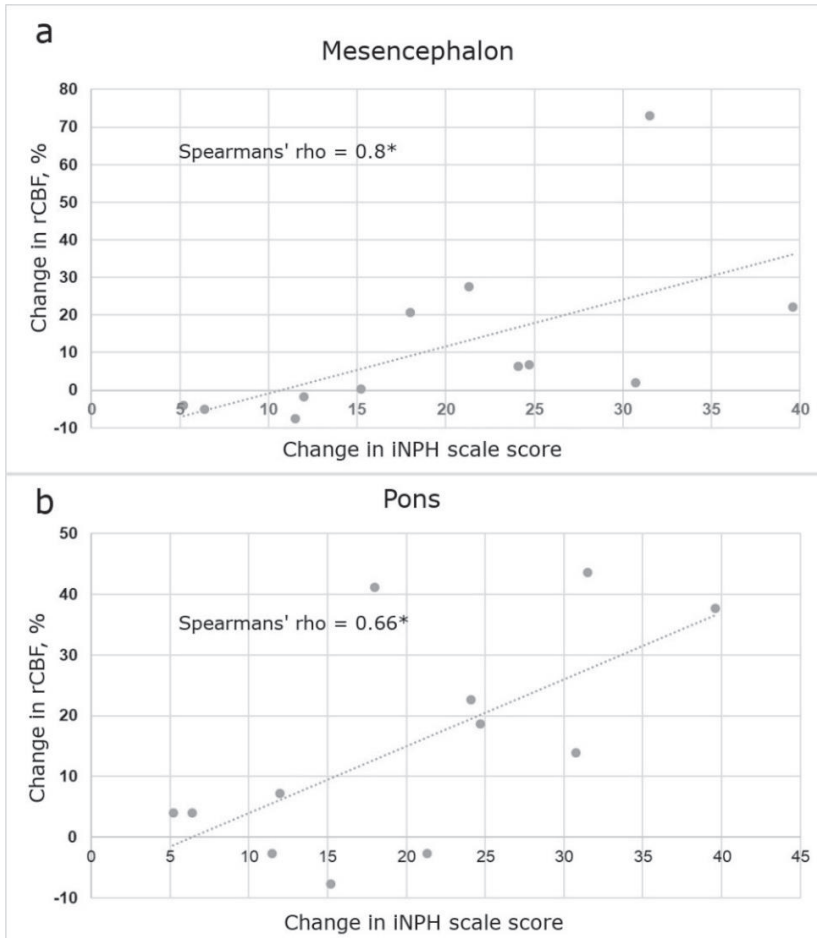 a
Mesencephalon
80
70
60
50
40
30
20
10
0
-10
Change in rCBF, %
Spearmans' rho = 0.8*
0 5 10 15 20 25 30 35 40
Change in iNPH scale score
b
Pons
50
40
30
20
10
0
-10
Change in rCBF, %
Spearmans' rho = 0.66*
0 5 10 15 20 25 30 35 40 45
Change in iNPH scale score